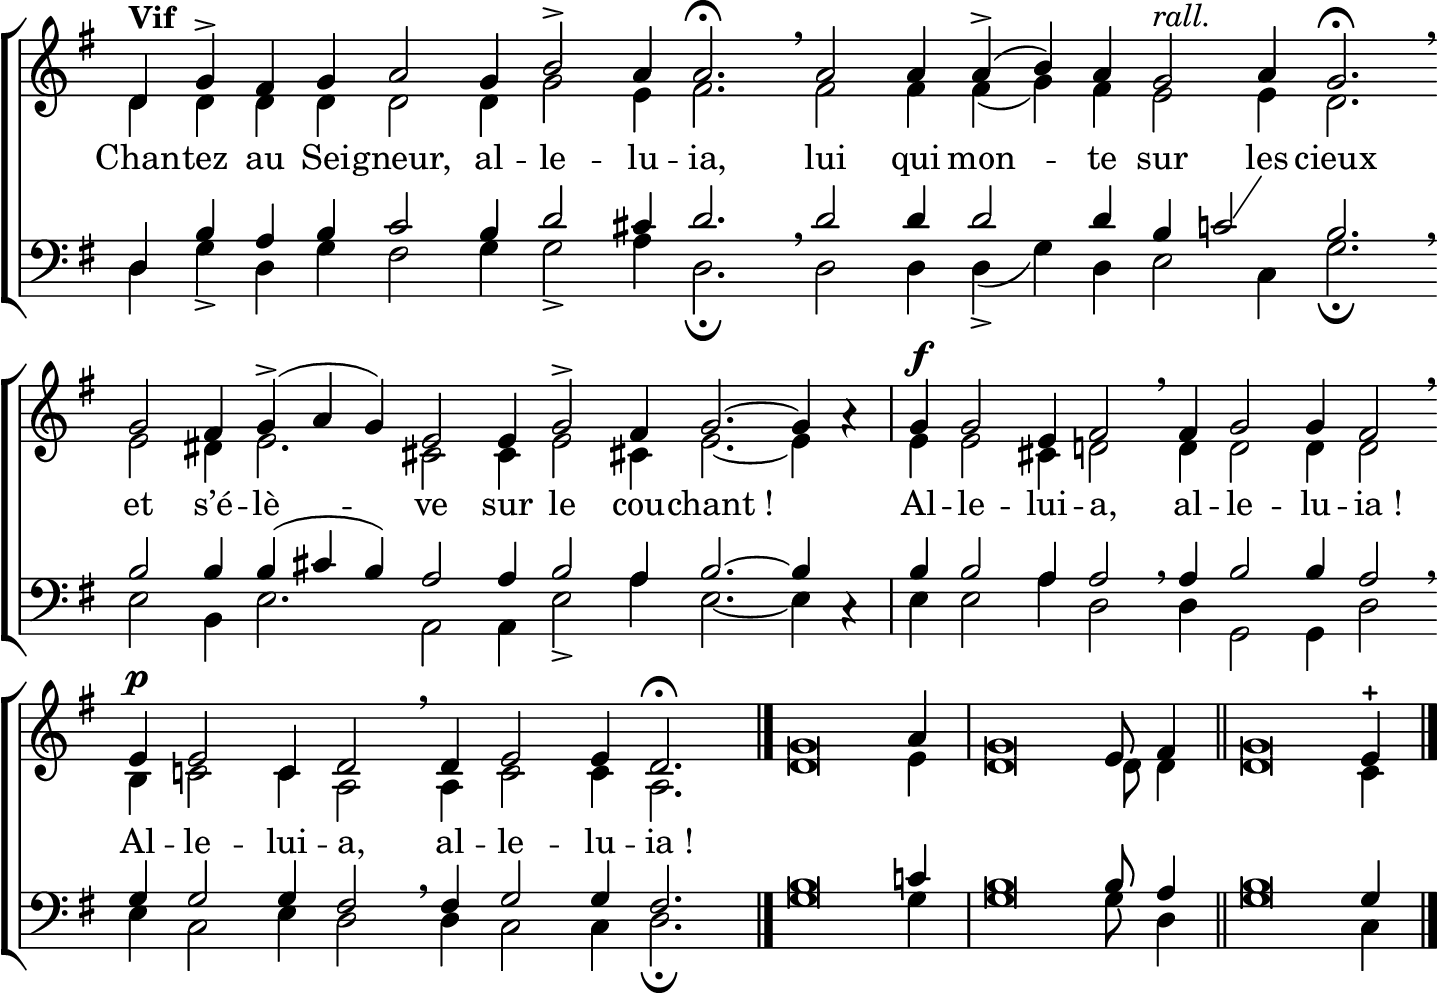 Vif
rall.
Chantez au Seigneur, al -- le -- lu -- ia, lui qui mon -- te sur les cieux
f
et s’é -- lè -- ve sur le couchant ! Al -- le -- lui -- a, al -- le -- lu -- ia !
p
Al -- le -- lui -- a, al -- le -- lu -- ia !